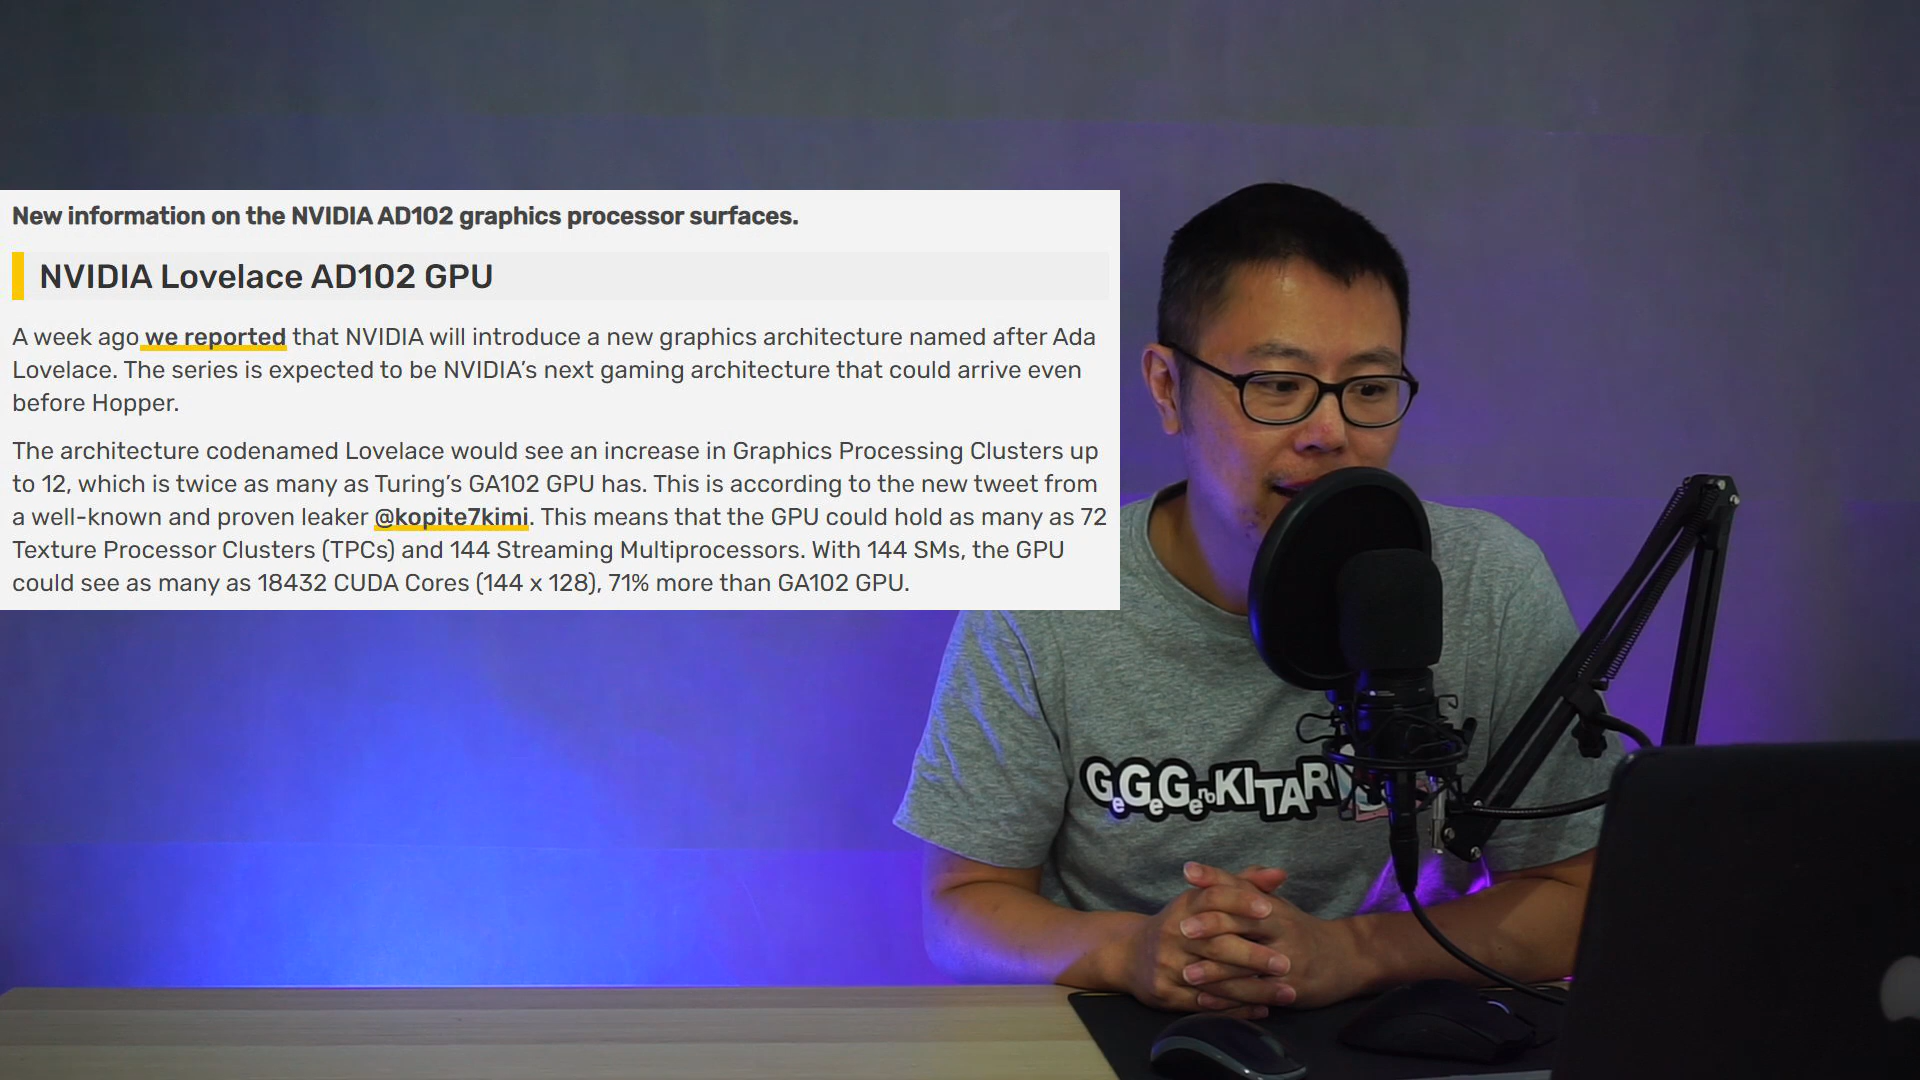 New information on the NVIDIA AD102 graphics processor surfaces.
NVIDIA Lovelace AD102 GPU
A week ago we reported that NVIDIA will introduce a new graphics architecture named after Ada
Lovelace. The series is expected to be NVIDIA’s next gaming architecture that could arrive even
before Hopper.
The architecture codenamed Lovelace would see an increase in Graphics Processing Clusters up
to 12, which is twice as many as Turing’s GA102 GPU has. This is according to the new tweet from
a well-known and proven leaker @kopite7kimi. This means that the GPU could hold as many as 72
Texture Processor Clusters (TPCs) and 144 Streaming Multiprocessors. With 144 SMs, the GPU
could see as many as 18432 CUDA Cores (144 x 128), 71% more than GA102 GPU.
GeGeGe no KITAR